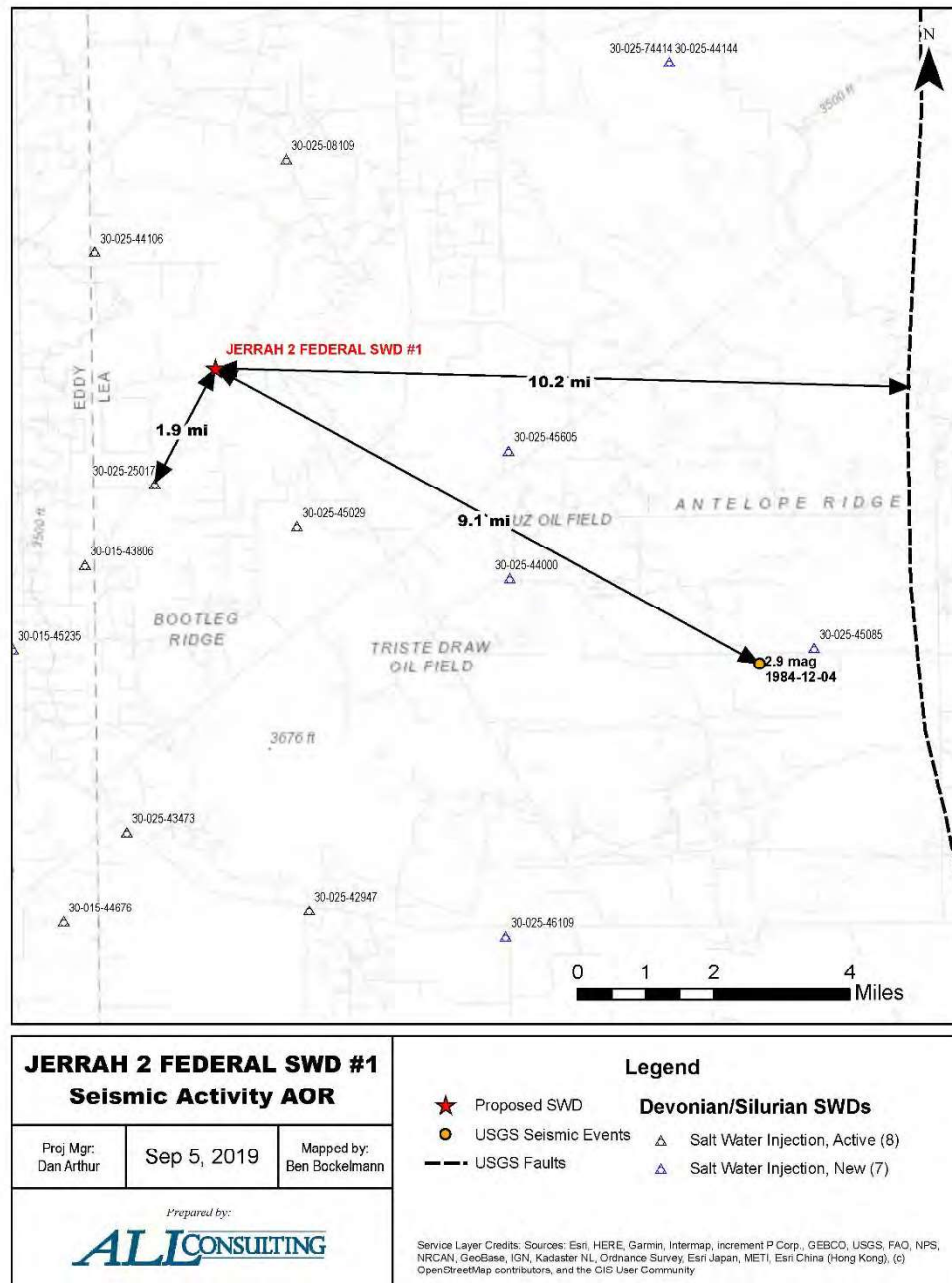 N
30-025-74414 30-025-44144
3500 ft
30-025-08109
30-025-44106
JERRAH 2 FEDERAL SWD #1
EDDY
LEA
10.2 mi
1.9 mi
30-025-45605
30-025-25017
ANTELOPE RIDGE
9.1 mi
UZ OIL FIELD
30-025-45029
3500 ft
30-015-43806
30-025-44000
BOOTLEG
RIDGE
30-015-45235
TRISTE DRAW
OIL FIELD
30-025-45085
2.9 mag
1984-12-04
3676 ft
30-025-43473
30-015-44676
30-025-42947
30-025-46109
0 1 2 4
Miles
JERRAH 2 FEDERAL SWD #1
Seismic Activity AOR
Proj Mgr:
Dan Arthur
Sep 5, 2019
Mapped by:
Ben Bockelmann
Prepared by:
ALL CONSULTING
Legend
Proposed SWD
USGS Seismic Events
USGS Faults
Devonian/Silurian SWDs
Salt Water Injection, Active (8)
Salt Water Injection, New (7)
Service Layer Credits: Sources: Esri, HERE, Garmin, Intermap, increment P Corp., GEBCO, USGS, FAO, NPS,
NRCAN, GeoBase, IGN, Kadaster NL, Ordnance Survey, Esri Japan, METI, Esri China (Hong Kong), (c)
OpenStreetMap contributors, and the GIS User Community